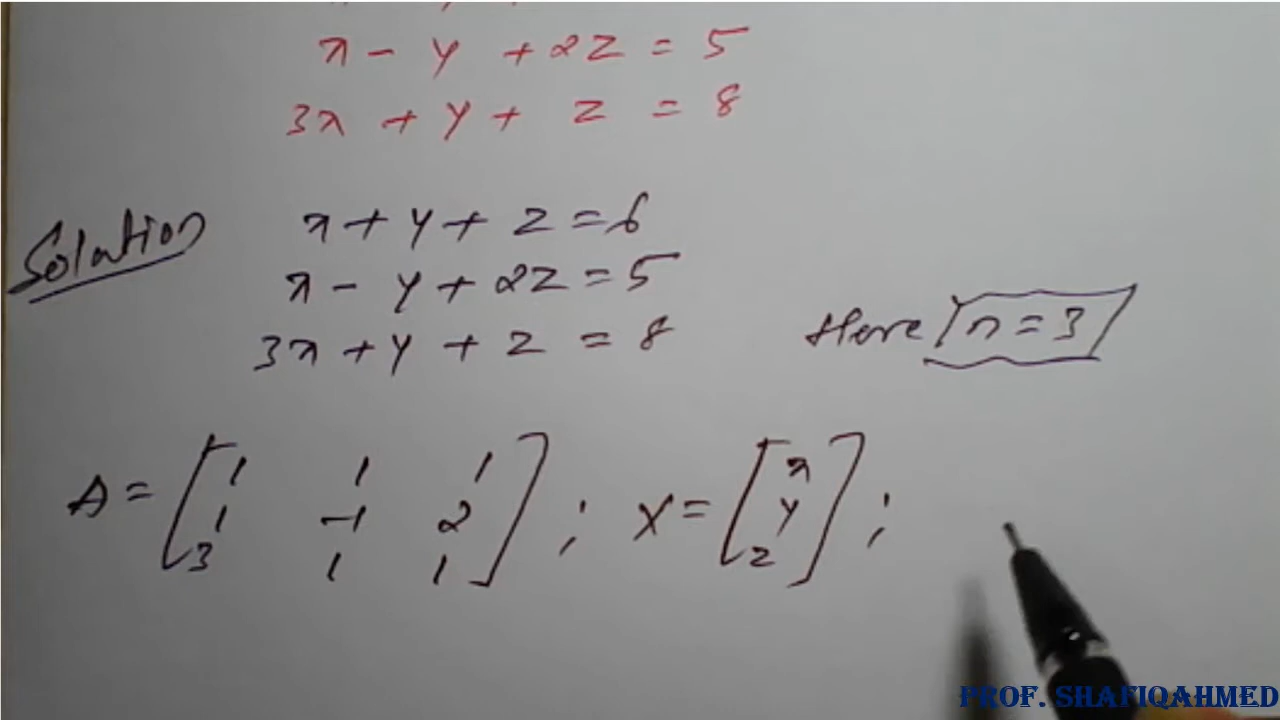 x - y + 2z = 5
3x + y + z = 8
Solution
x + y + z = 6
x - y + 2z = 5
3x + y + z = 8
Here n = 3
A = [1 1 1
1 -1 2
3 1 1] ; X = [x
y
z] ;
PROF. SHAFIQAHMED